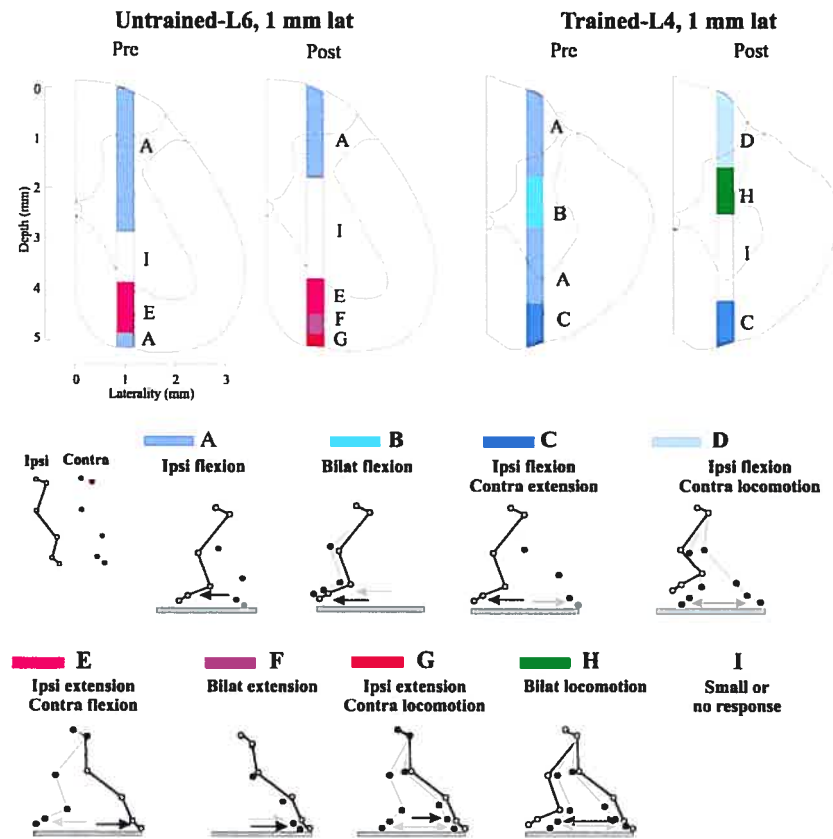 Untrained-L6, 1 mm lat
Trained-L4, 1 mm lat
Pre
Post
Pre
Post
0
1
2
3
4
5
Depth (mm)
A
I
E
A
A
I
E
F
G
A
B
A
C
D
H
I
C
0 1 2 3
Laterality (mm)
A
Ipsi flexion
B
Bilat flexion
C
Ipsi flexion
Contra extension
D
Ipsi flexion
Contra locomotion
Ipsi
Contra
E
Ipsi extension
Contra flexion
F
Bilat extension
G
Ipsi extension
Contra locomotion
H
Bilat locomotion
I
Small or
no response